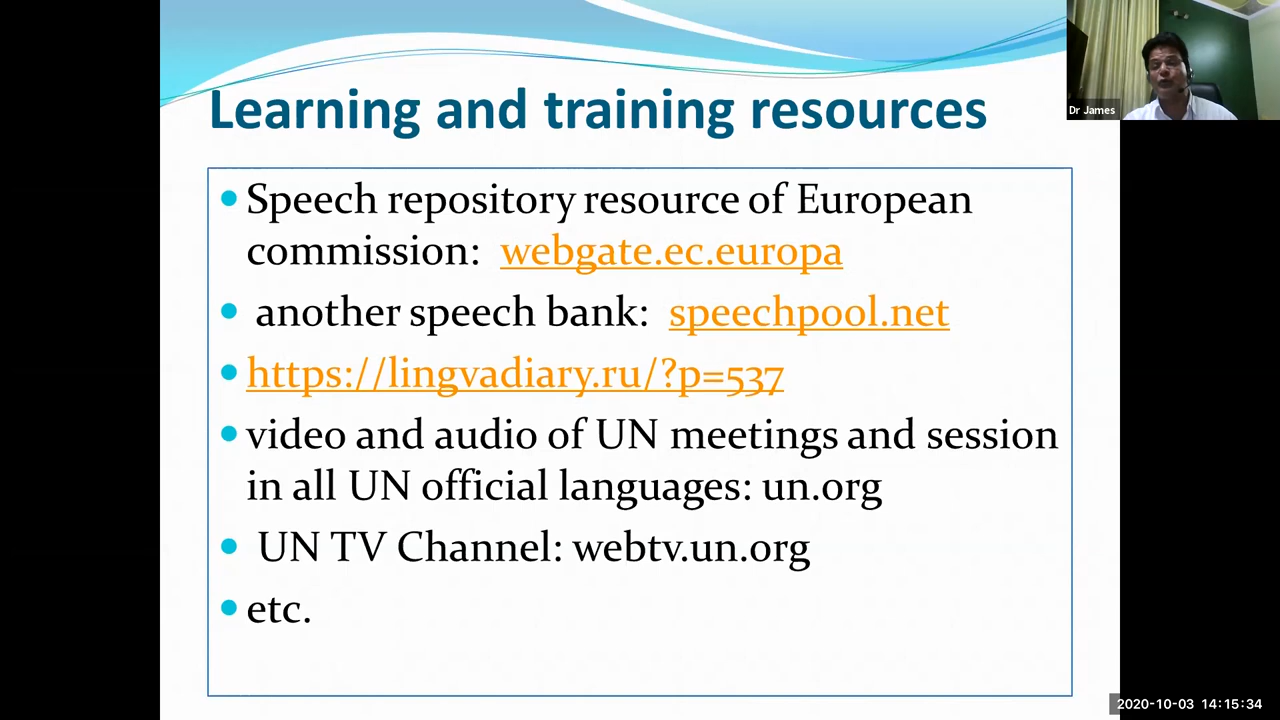 Learning and training resources
Dr James
•Speech repository resource of European
commission: webgate.ec.europa
• another speech bank: speechpool.net
•https://lingvadiary.ru/?p=537
•video and audio of UN meetings and session
in all UN official languages: un.org
• UN TV Channel: webtv.un.org
•etc.
2020-10-03 14:15:34